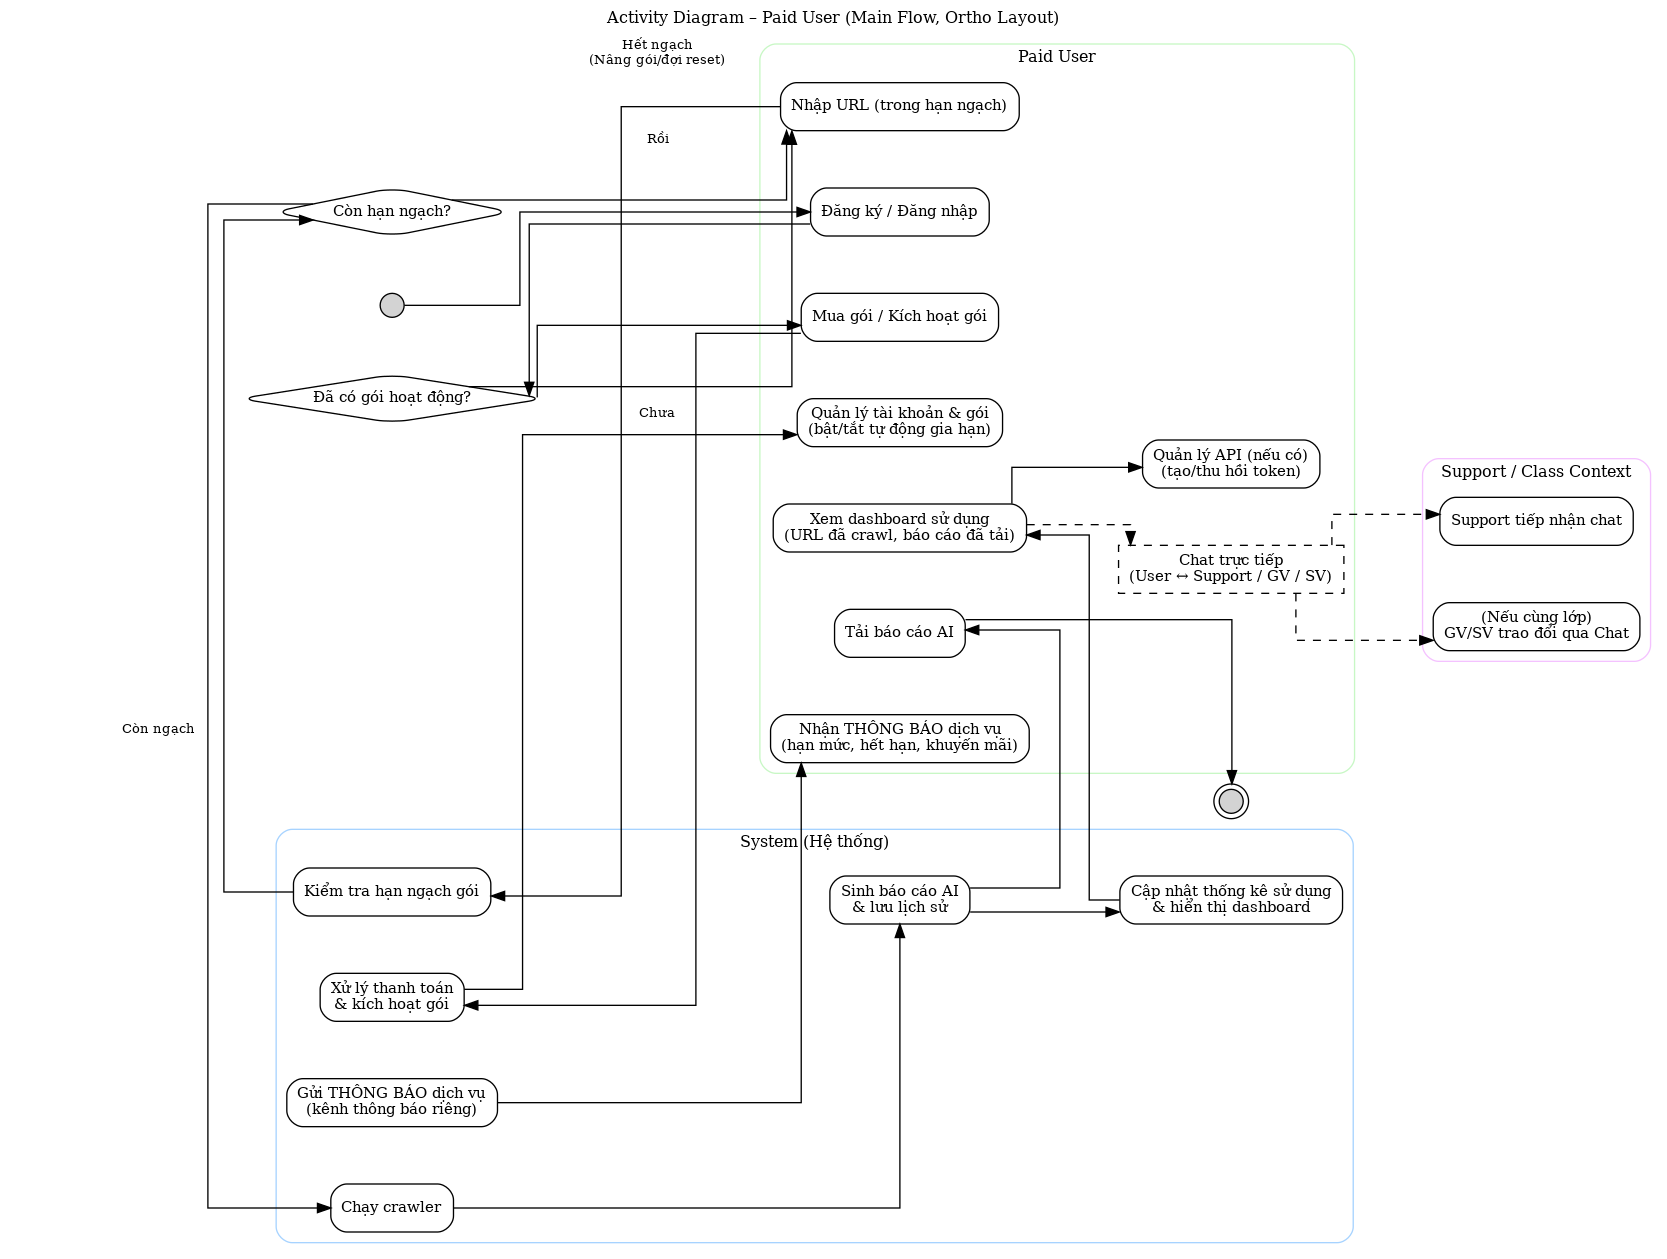 Activity Diagram – Paid User (Main Flow, Ortho Layout)
Hết ngạch
(Nâng gói/đợi reset)
Paid User
Nhập URL (trong hạn ngạch)
Rồi
Còn hạn ngạch?
Đăng ký / Đăng nhập
Mua gói / Kích hoạt gói
Đã có gói hoạt động?
Chưa
Quản lý tài khoản & gói
(bật/tắt tự động gia hạn)
Quản lý API (nếu có)
(tạo/thu hồi token)
Support / Class Context
Xem dashboard sử dụng
(URL đã crawl, báo cáo đã tải)
Support tiếp nhận chat
Chat trực tiếp
(User ↔ Support / GV / SV)
Tải báo cáo AI
(Nếu cùng lớp)
GV/SV trao đổi qua Chat
Còn ngạch
Nhận THÔNG BÁO dịch vụ
(hạn mức, hết hạn, khuyến mãi)
System (Hệ thống)
Kiểm tra hạn ngạch gói
Sinh báo cáo AI
& lưu lịch sử
Cập nhật thống kê sử dụng
& hiển thị dashboard
Xử lý thanh toán
& kích hoạt gói
Gửi THÔNG BÁO dịch vụ
(kênh thông báo riêng)
Chạy crawler